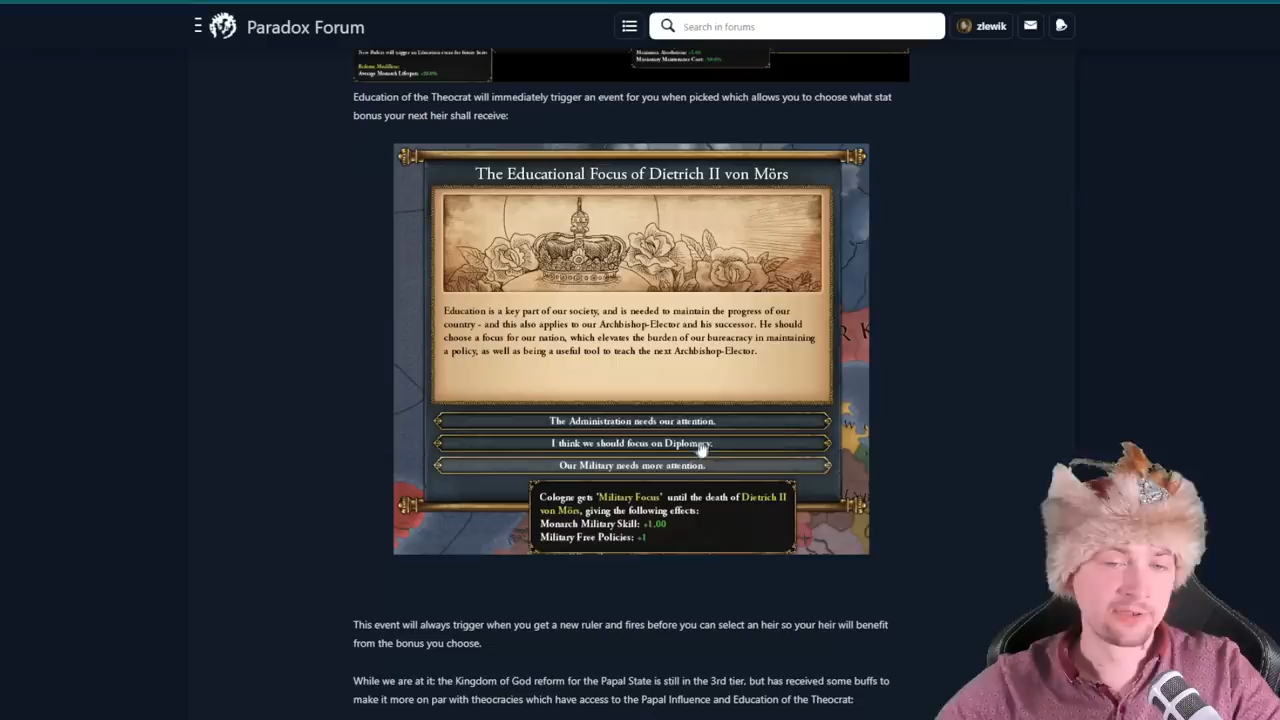 Paradox Forum
Search in forums
zlewik
Average Monarch Lifespan:
Missionary Maintenance Cost:
Education of the Theocrat will immediately trigger an event for you when picked which allows you to choose what stat
bonus your next heir shall receive:
The Educational Focus of Dietrich II von Mörs
Education is a key part of our society, and is needed to maintain the progress of our
country - and this also applies to our Archbishop-Elector and his successor. He should
choose a focus for our nation, which elevates the burden of our bureacracy in maintaining
a policy, as well as being a useful tool to teach the next Archbishop-Elector.
The Administration needs our attention.
I think we should focus on Diplomacy.
Our Military needs more attention.
Cologne gets 'Military Focus' until the death of Dietrich II
von Mörs, giving the following effects:
Monarch Military Skill: +1.00
Military Free Policies: +1
This event will always trigger when you get a new ruler and fires before you can select an heir so your heir will benefit
from the bonus you choose.
While we are at it: the Kingdom of God reform for the Papal State is still in the 3rd tier, but has received some buffs to
make it more on par with theocracies which have access to the Papal Influence and Education of the Theocrat: